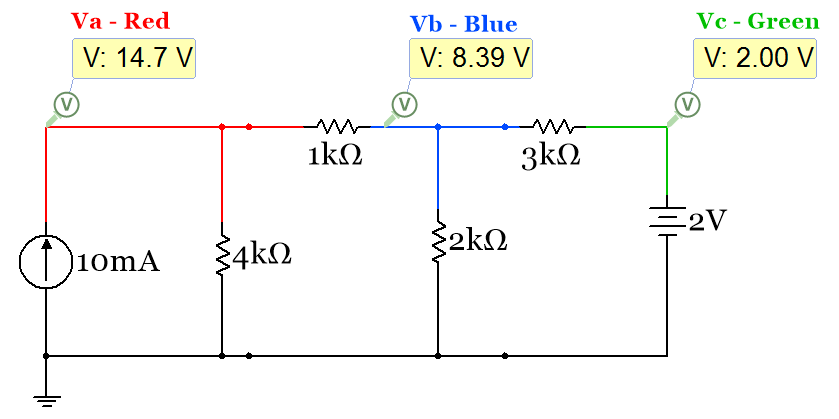 Va - Red
Vb - Blue
Vc - Green
V: 14.7 V
V: 8.39 V
V: 2.00 V
V
V
V
1kΩ
3kΩ
10mA
4kΩ
2kΩ
2V